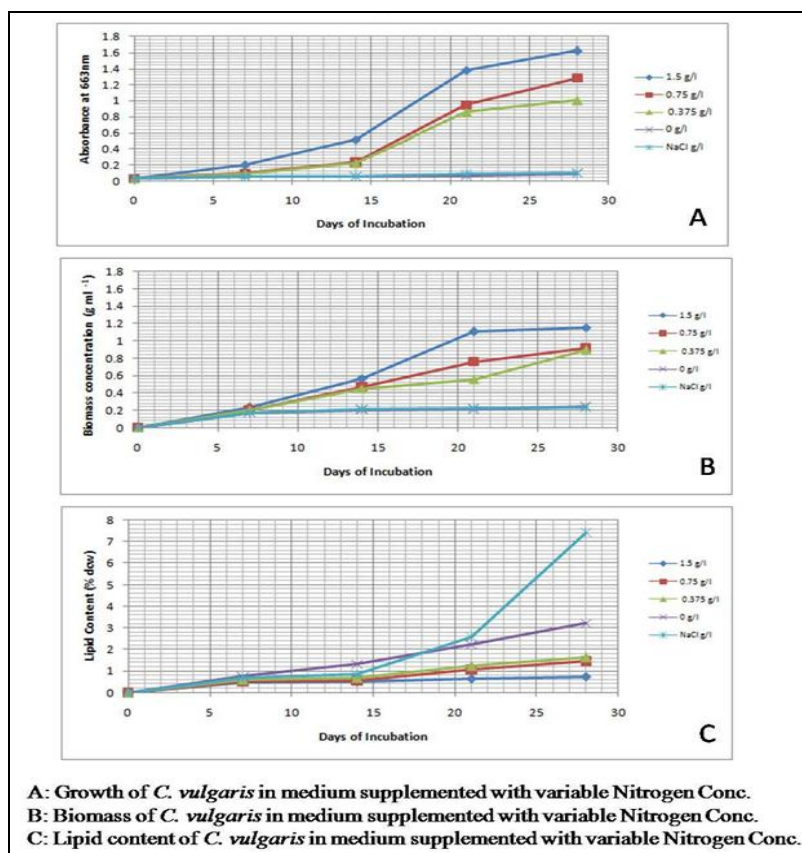 1.8
1.6
1.4
1.2
1
0.8
0.6
0.4
0.2
0
Absorbance at 663nm
0 5 10 15 20 25 30
Days of Incubation
1.5 g/l
0.75 g/l
0.375 g/l
0 g/l
NaCl g/l
A
1.8
1.6
1.4
1.2
1
0.8
0.6
0.4
0.2
0
Biomass concentration (g ml -1)
0 5 10 15 20 25 30
Days of Incubation
1.5 g/l
0.75 g/l
0.375 g/l
0 g/l
NaCl g/l
B
8
7
6
5
4
3
2
1
0
Lipid Content (% dcw)
0 5 10 15 20 25 30
Days of Incubation
1.5 g/l
0.75 g/l
0.375 g/l
0 g/l
NaCl g/l
C
A: Growth of C. vulgaris in medium supplemented with variable Nitrogen Conc.
B: Biomass of C. vulgaris in medium supplemented with variable Nitrogen Conc.
C: Lipid content of C. vulgaris in medium supplemented with variable Nitrogen Conc.